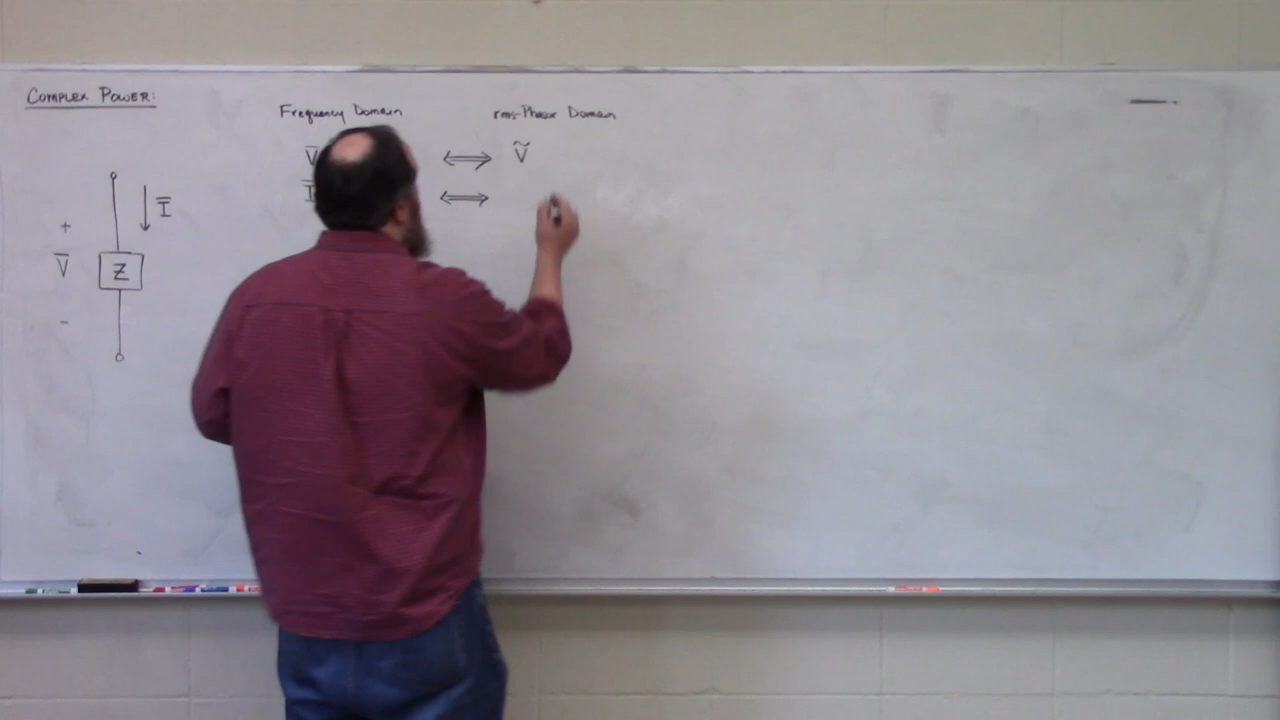 COMPLEX POWER:
Frequency Domain rms-Phasor Domain
V̅ ⟺ Ṽ
I̅ ⟺
I̅
+
V̅ Z
-